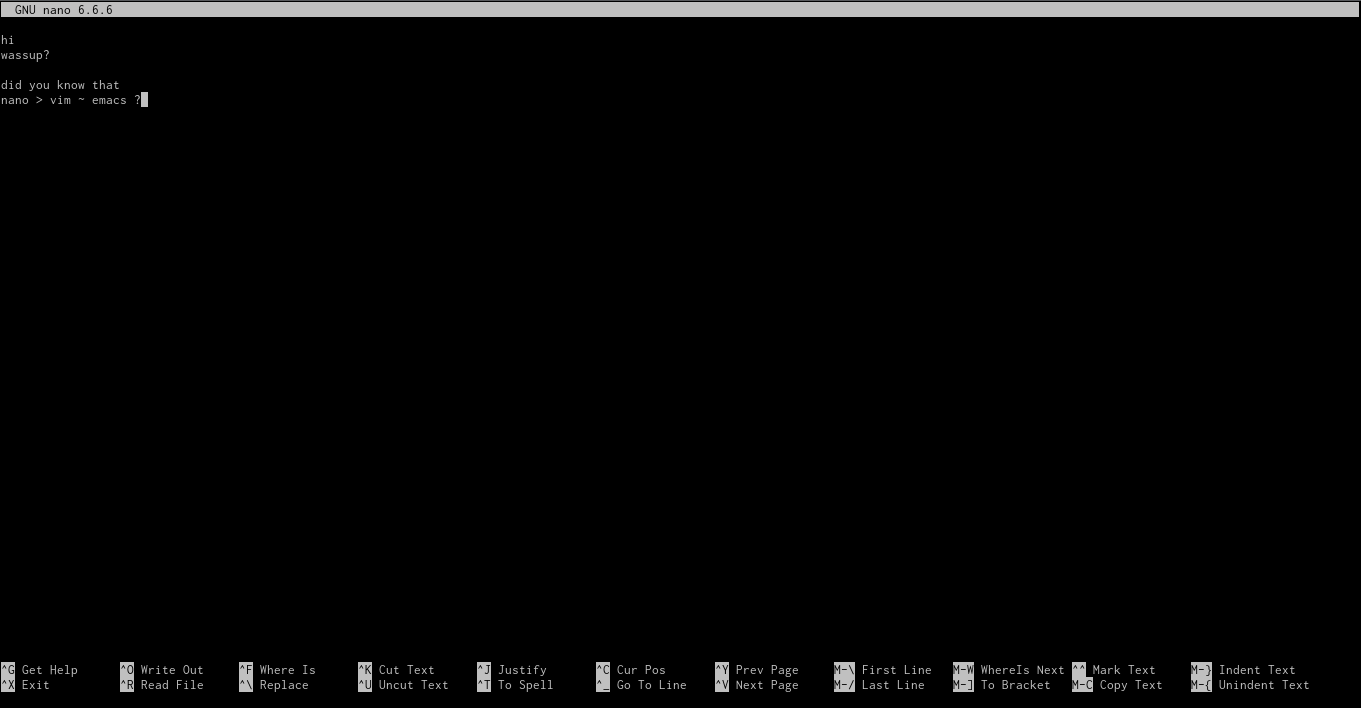 GNU nano 6.6.6
hi
wassup?
did you know that
nano > vim ~ emacs ?
^G Get Help ^O Write Out ^F Where Is ^K Cut Text ^J Justify ^C Cur Pos ^Y Prev Page M-\ First Line M-W WhereIs Next ^^ Mark Text M-} Indent Text
^X Exit ^R Read File ^\ Replace ^U Uncut Text ^T To Spell ^_ Go To Line ^V Next Page M-/ Last Line M-] To Bracket M-C Copy Text M-{ Unindent Text